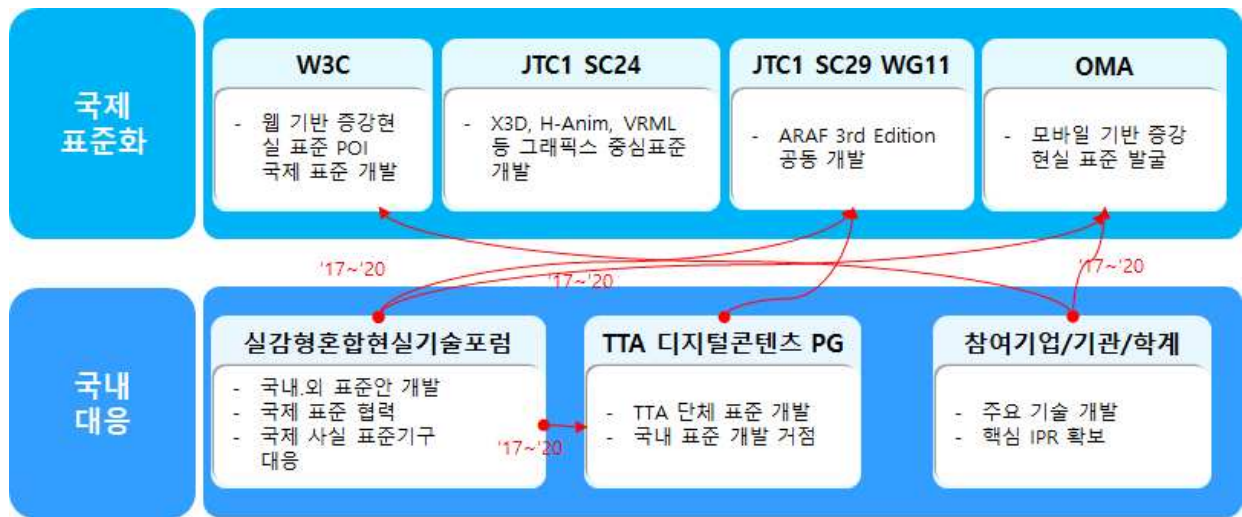 국제
표준화
W3C
- 웹 기반 증강현
실 표준 POI
국제 표준 개발
JTC1 SC24
- X3D, H-Anim, VRML
등 그래픽스 중심표준
개발
JTC1 SC29 WG11
- ARAF 3rd Edition
공동 개발
OMA
- 모바일 기반 증강
현실 표준 발굴
'17~'20
'17~'20
'17~'20
국내
대응
실감형혼합현실기술포럼
- 국내.외 표준안 개발
- 국제 표준 협력
- 국제 사실 표준기구
대응
'17~'20
TTA 디지털콘텐츠 PG
- TTA 단체 표준 개발
- 국내 표준 개발 거점
참여기업/기관/학계
- 주요 기술 개발
- 핵심 IPR 확보